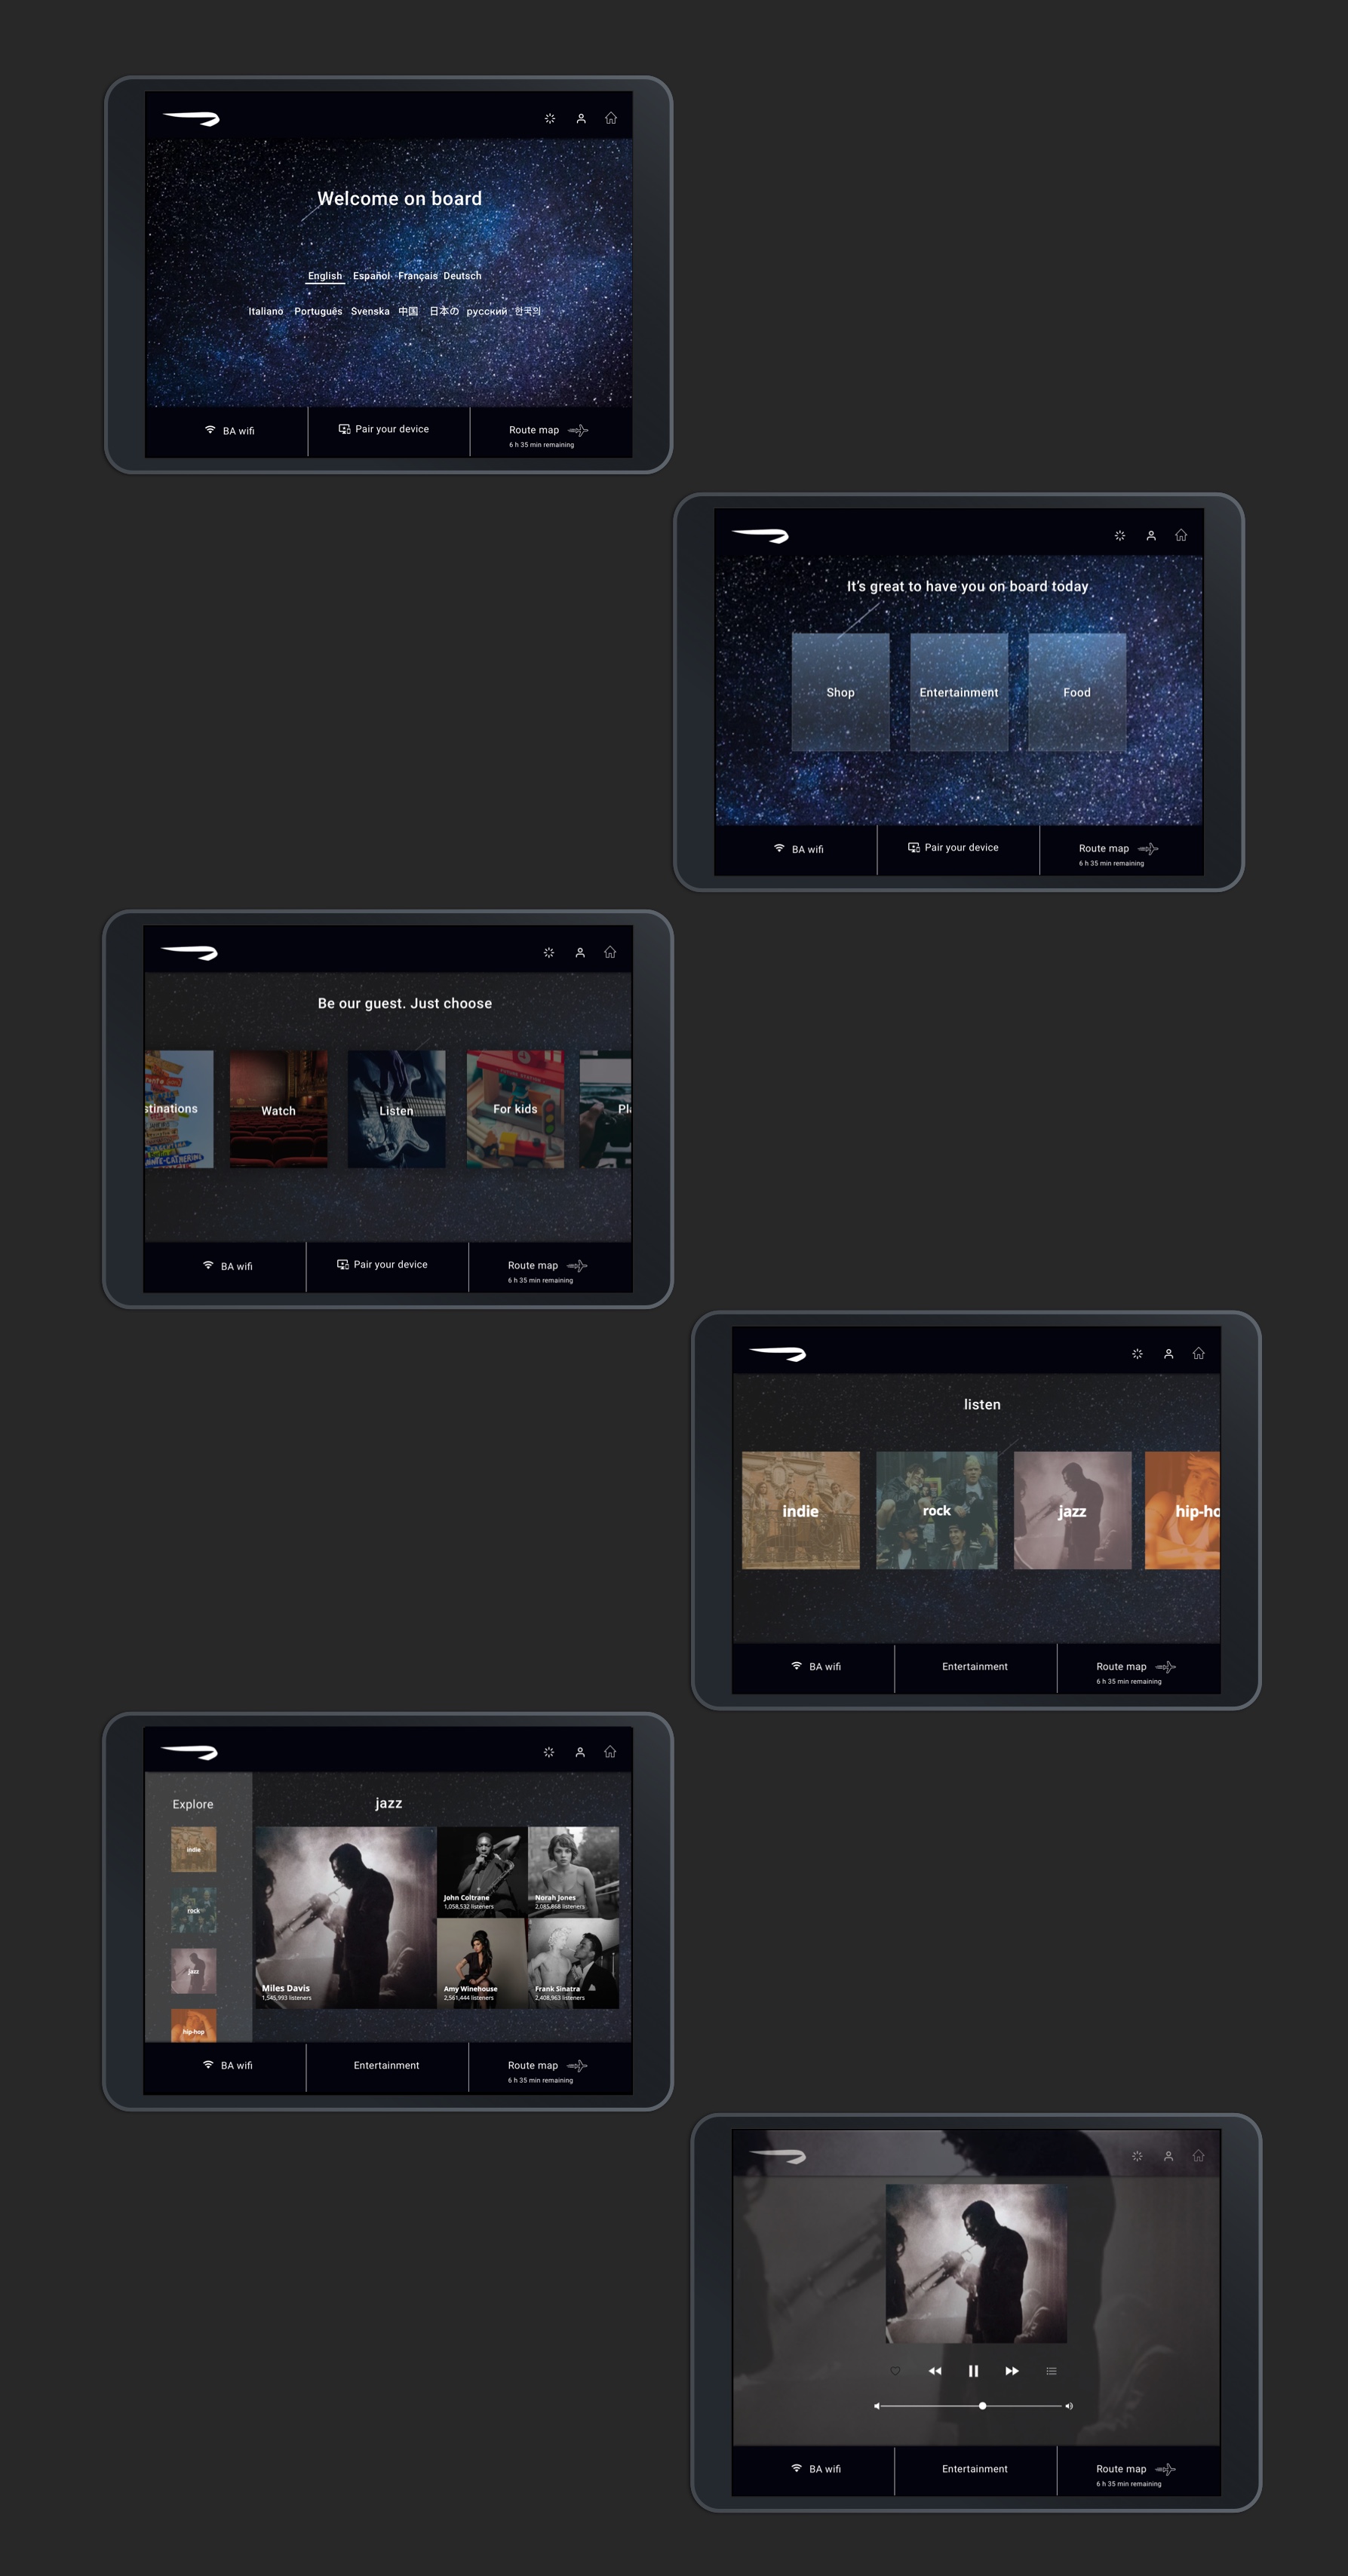 Welcome on board
English Español Français Deutsch
Italiano Português Svenska 中国 日本の русский 한국의
BA wifi
Pair your device
Route map
6 h 35 min remaining
It's great to have you on board today
Shop
Entertainment
Food
BA wifi
Pair your device
Route map
6 h 35 min remaining
Be our guest. Just choose
stinations
Watch
Listen
For kids
Pl
BA wifi
Pair your device
Route map
6 h 35 min remaining
listen
indie
rock
jazz
hip-ho
BA wifi
Entertainment
Route map
6 h 35 min remaining
Explore
jazz
indie
rock
jazz
hip-hop
John Coltrane
1,058,532 listeners
Norah Jones
2,085,868 listeners
Miles Davis
1,545,993 listeners
Amy Winehouse
2,561,444 listeners
Frank Sinatra
2,408,963 listeners
BA wifi
Entertainment
Route map
6 h 35 min remaining
BA wifi
Entertainment
Route map
6 h 35 min remaining